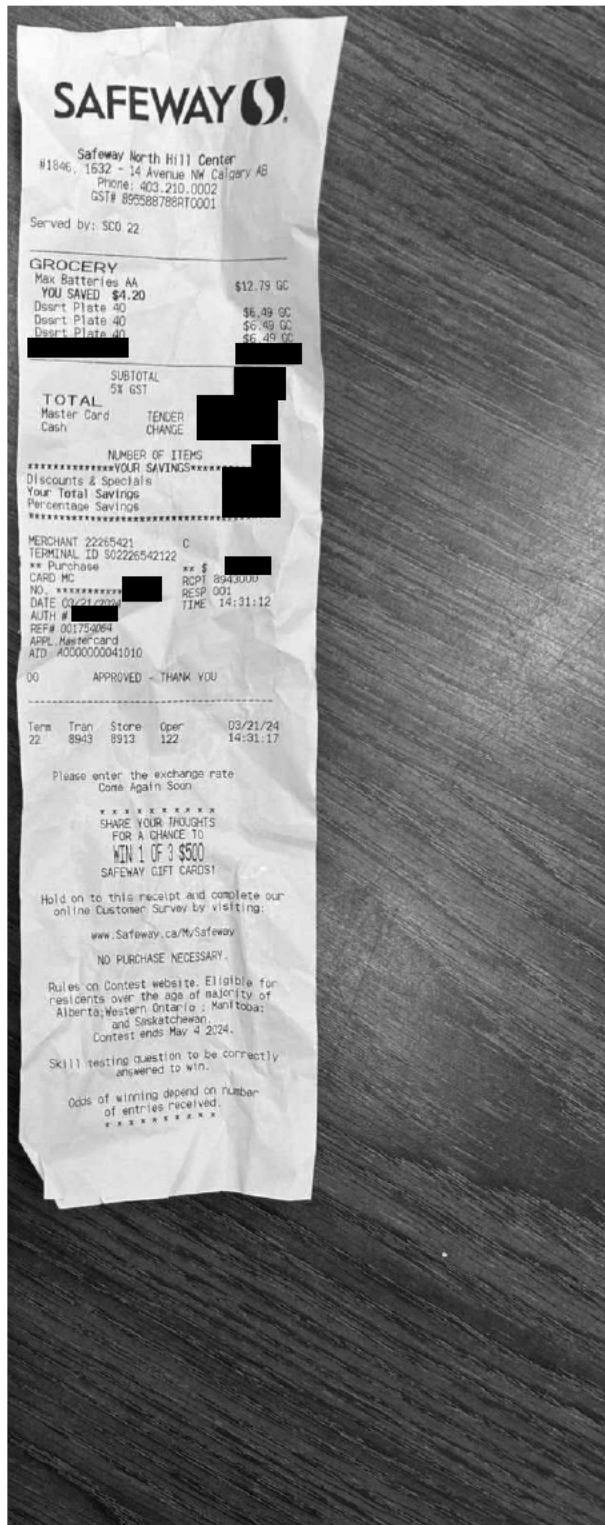 SAFEWAY
Safeway North Hill Center
#1846, 1632 - 14 Avenue NW Calgary AB
Phone: 403.210.0002
GST# 895588788RT0001
Served by: SCO 22
GROCERY
Max Batteries AA $12.79 GC
YOU SAVED $4.20
Dssrt Plate 40 $6.49 GC
Dssrt Plate 40 $6.49 GC
Dssrt Plate 40 $6.49 GC
SUBTOTAL
5% GST
TOTAL
Master Card TENDER
Cash CHANGE
NUMBER OF ITEMS
**************YOUR SAVINGS**********
Discounts & Specials
Your Total Savings
Percentage Savings
***********************************
MERCHANT 22265421 C
TERMINAL ID S02226542122
** Purchase ** $
CARD MC RCPT 8943000
NO. ************ RESP 001
DATE 03/21/2024 TIME 14:31:12
AUTH #
REF# 001754064
APPL.Mastercard
AID A0000000041010
00 APPROVED - THANK YOU
----------------------------------------
Term Tran Store Oper 03/21/24
22 8943 8913 122 14:31:17
Please enter the exchange rate
Come Again Soon
* * * * * * * * * *
SHARE YOUR THOUGHTS
FOR A CHANCE TO
WIN 1 OF 3 $500
SAFEWAY GIFT CARDS!
Hold on to this receipt and complete our
online Customer Survey by visiting:
www.Safeway.ca/MySafeway
NO PURCHASE NECESSARY.
Rules on Contest website. Eligible for
residents over the age of majority of
Alberta;Western Ontario ; Manitoba;
and Saskatchewan.
Contest ends May 4 2024.
Skill testing question to be correctly
answered to win.
Odds of winning depend on number
of entries received.
* * * * * * * * * *